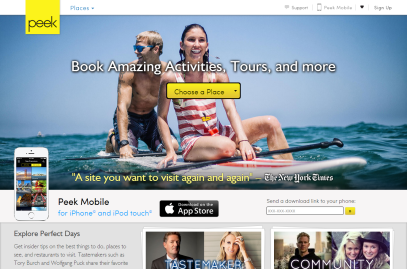 peek
Places
Support
Peek Mobile
Sign Up
Book Amazing Activities, Tours, and more
Choose a Place
"A site you want to visit again and again" – The New York Times
Peek Mobile
for iPhone® and iPod touch®
Download on the
App Store
Send a download link to your phone:
xxx-xxx-xxxx
Explore Perfect Days
Get insider tips on the best things to do, places to
see, and restaurants to visit. Tastemakers such as
Tory Burch and Wolfgang Puck share their favorite
TASTEMAKER
COMMUNITY